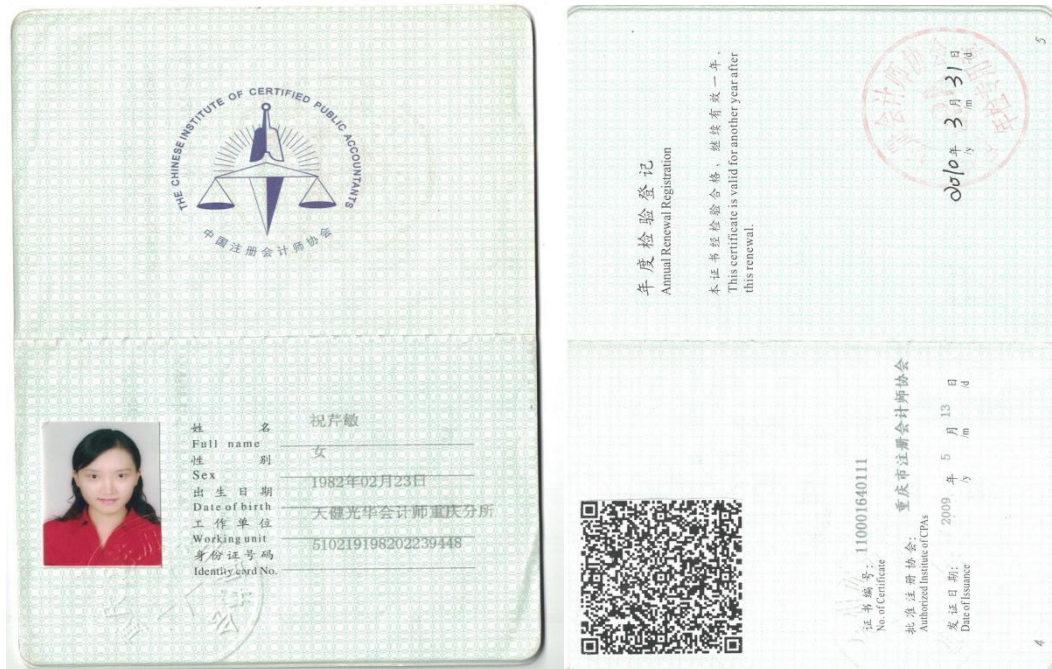 THE CHINESE INSTITUTE OF CERTIFIED PUBLIC ACCOUNTANTS
中国注册会计师协会
姓 名 祝芹敏
Full name
性 别 女
Sex
出生日期 1982年02月23日
Date of birth
工作单位 天健光华会计师重庆分所
Working unit
身份证号码 510219198202239448
Identity card No.
年度检验登记
Annual Renewal Registration
本证书经检验合格，继续有效一年。
This certificate is valid for another year after
this renewal.
2010 年 3 月 31 日
/y /m /d
5
证书编号: 110001640111
No. of Certificate
批准注册协会: 重庆市注册会计师协会
Authorized Institute of CPAs
发证日期: 2009 年 5 月 13 日
Date of Issuance /y /m /d
4